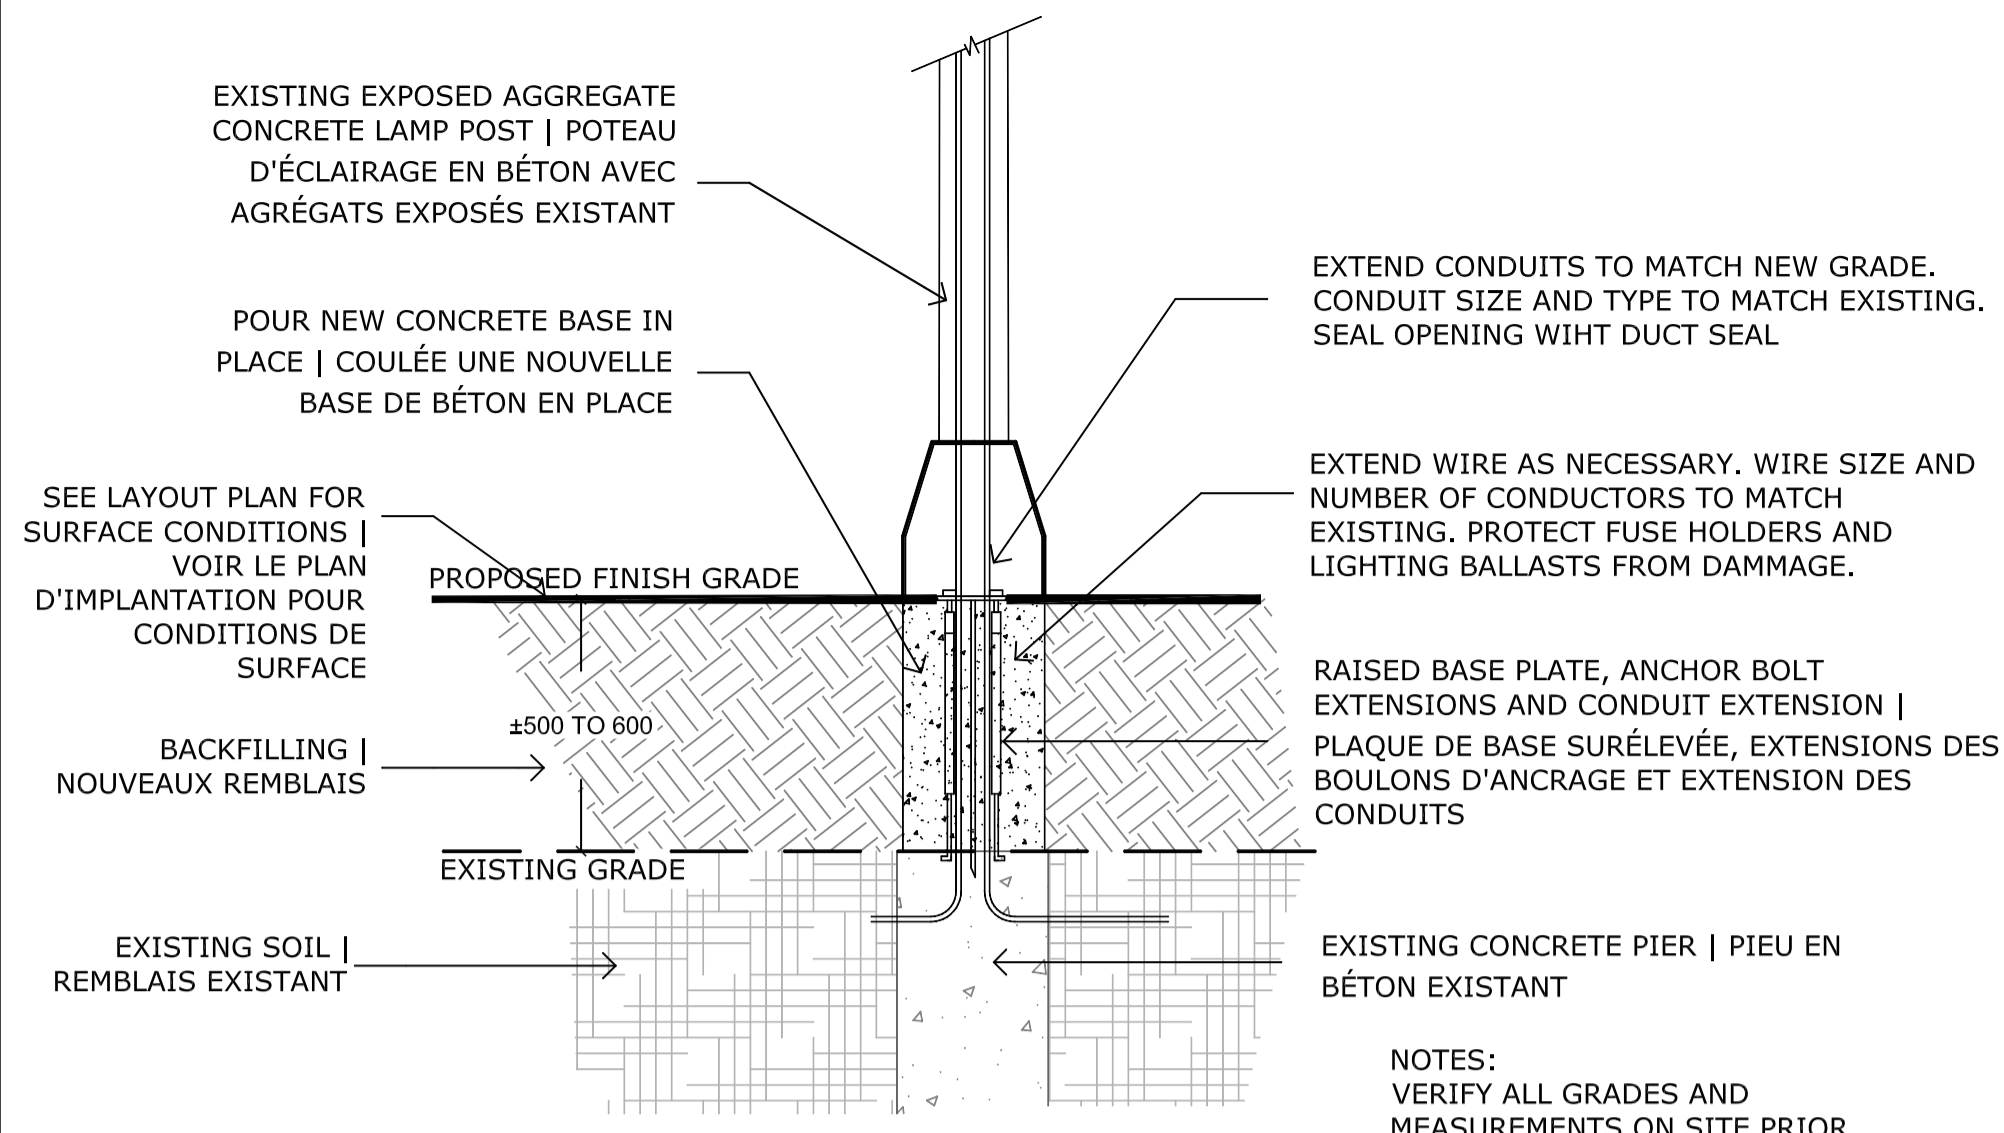 EXISTING EXPOSED AGGREGATE
CONCRETE LAMP POST | POTEAU
D'ÉCLAIRAGE EN BÉTON AVEC
AGRÉGATS EXPOSÉS EXISTANT
POUR NEW CONCRETE BASE IN
PLACE | COULÉE UNE NOUVELLE
BASE DE BÉTON EN PLACE
SEE LAYOUT PLAN FOR
SURFACE CONDITIONS |
VOIR LE PLAN
D'IMPLANTATION POUR
CONDITIONS DE
SURFACE
PROPOSED FINISH GRADE
±500 TO 600
BACKFILLING |
NOUVEAUX REMBLAIS
EXISTING GRADE
EXISTING SOIL |
REMBLAIS EXISTANT
EXTEND CONDUITS TO MATCH NEW GRADE.
CONDUIT SIZE AND TYPE TO MATCH EXISTING.
SEAL OPENING WIHT DUCT SEAL
EXTEND WIRE AS NECESSARY. WIRE SIZE AND
NUMBER OF CONDUCTORS TO MATCH
EXISTING. PROTECT FUSE HOLDERS AND
LIGHTING BALLASTS FROM DAMMAGE.
RAISED BASE PLATE, ANCHOR BOLT
EXTENSIONS AND CONDUIT EXTENSION |
PLAQUE DE BASE SURÉLEVÉE, EXTENSIONS DES
BOULONS D'ANCRAGE ET EXTENSION DES
CONDUITS
EXISTING CONCRETE PIER | PIEU EN
BÉTON EXISTANT
NOTES:
VERIFY ALL GRADES AND
MEASUREMENTS ON SITE PRIOR